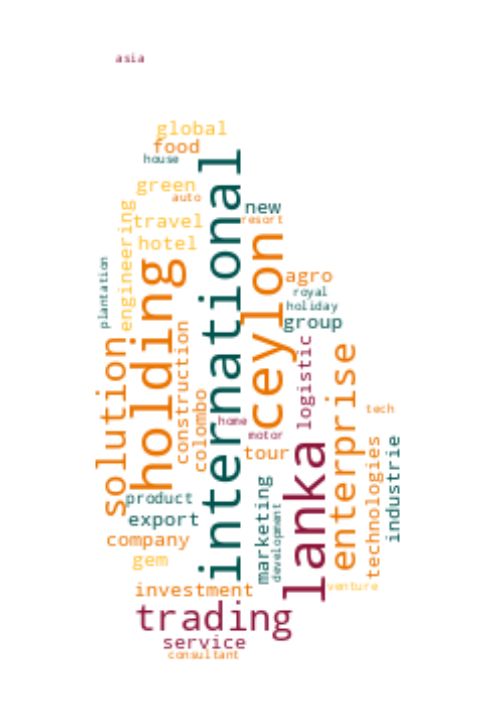 asia
global
food
house
international
green
auto
new
engineering
travel
resort
hotel
ceylon
plantation
holding
agro
royal
holiday
group
construction
solution
logistic
enterprise
colombo
tech
home
motor
tour
industrie
technologies
lanka
marketing
product
development
export
company
gem
investment
venture
trading
service
consultant